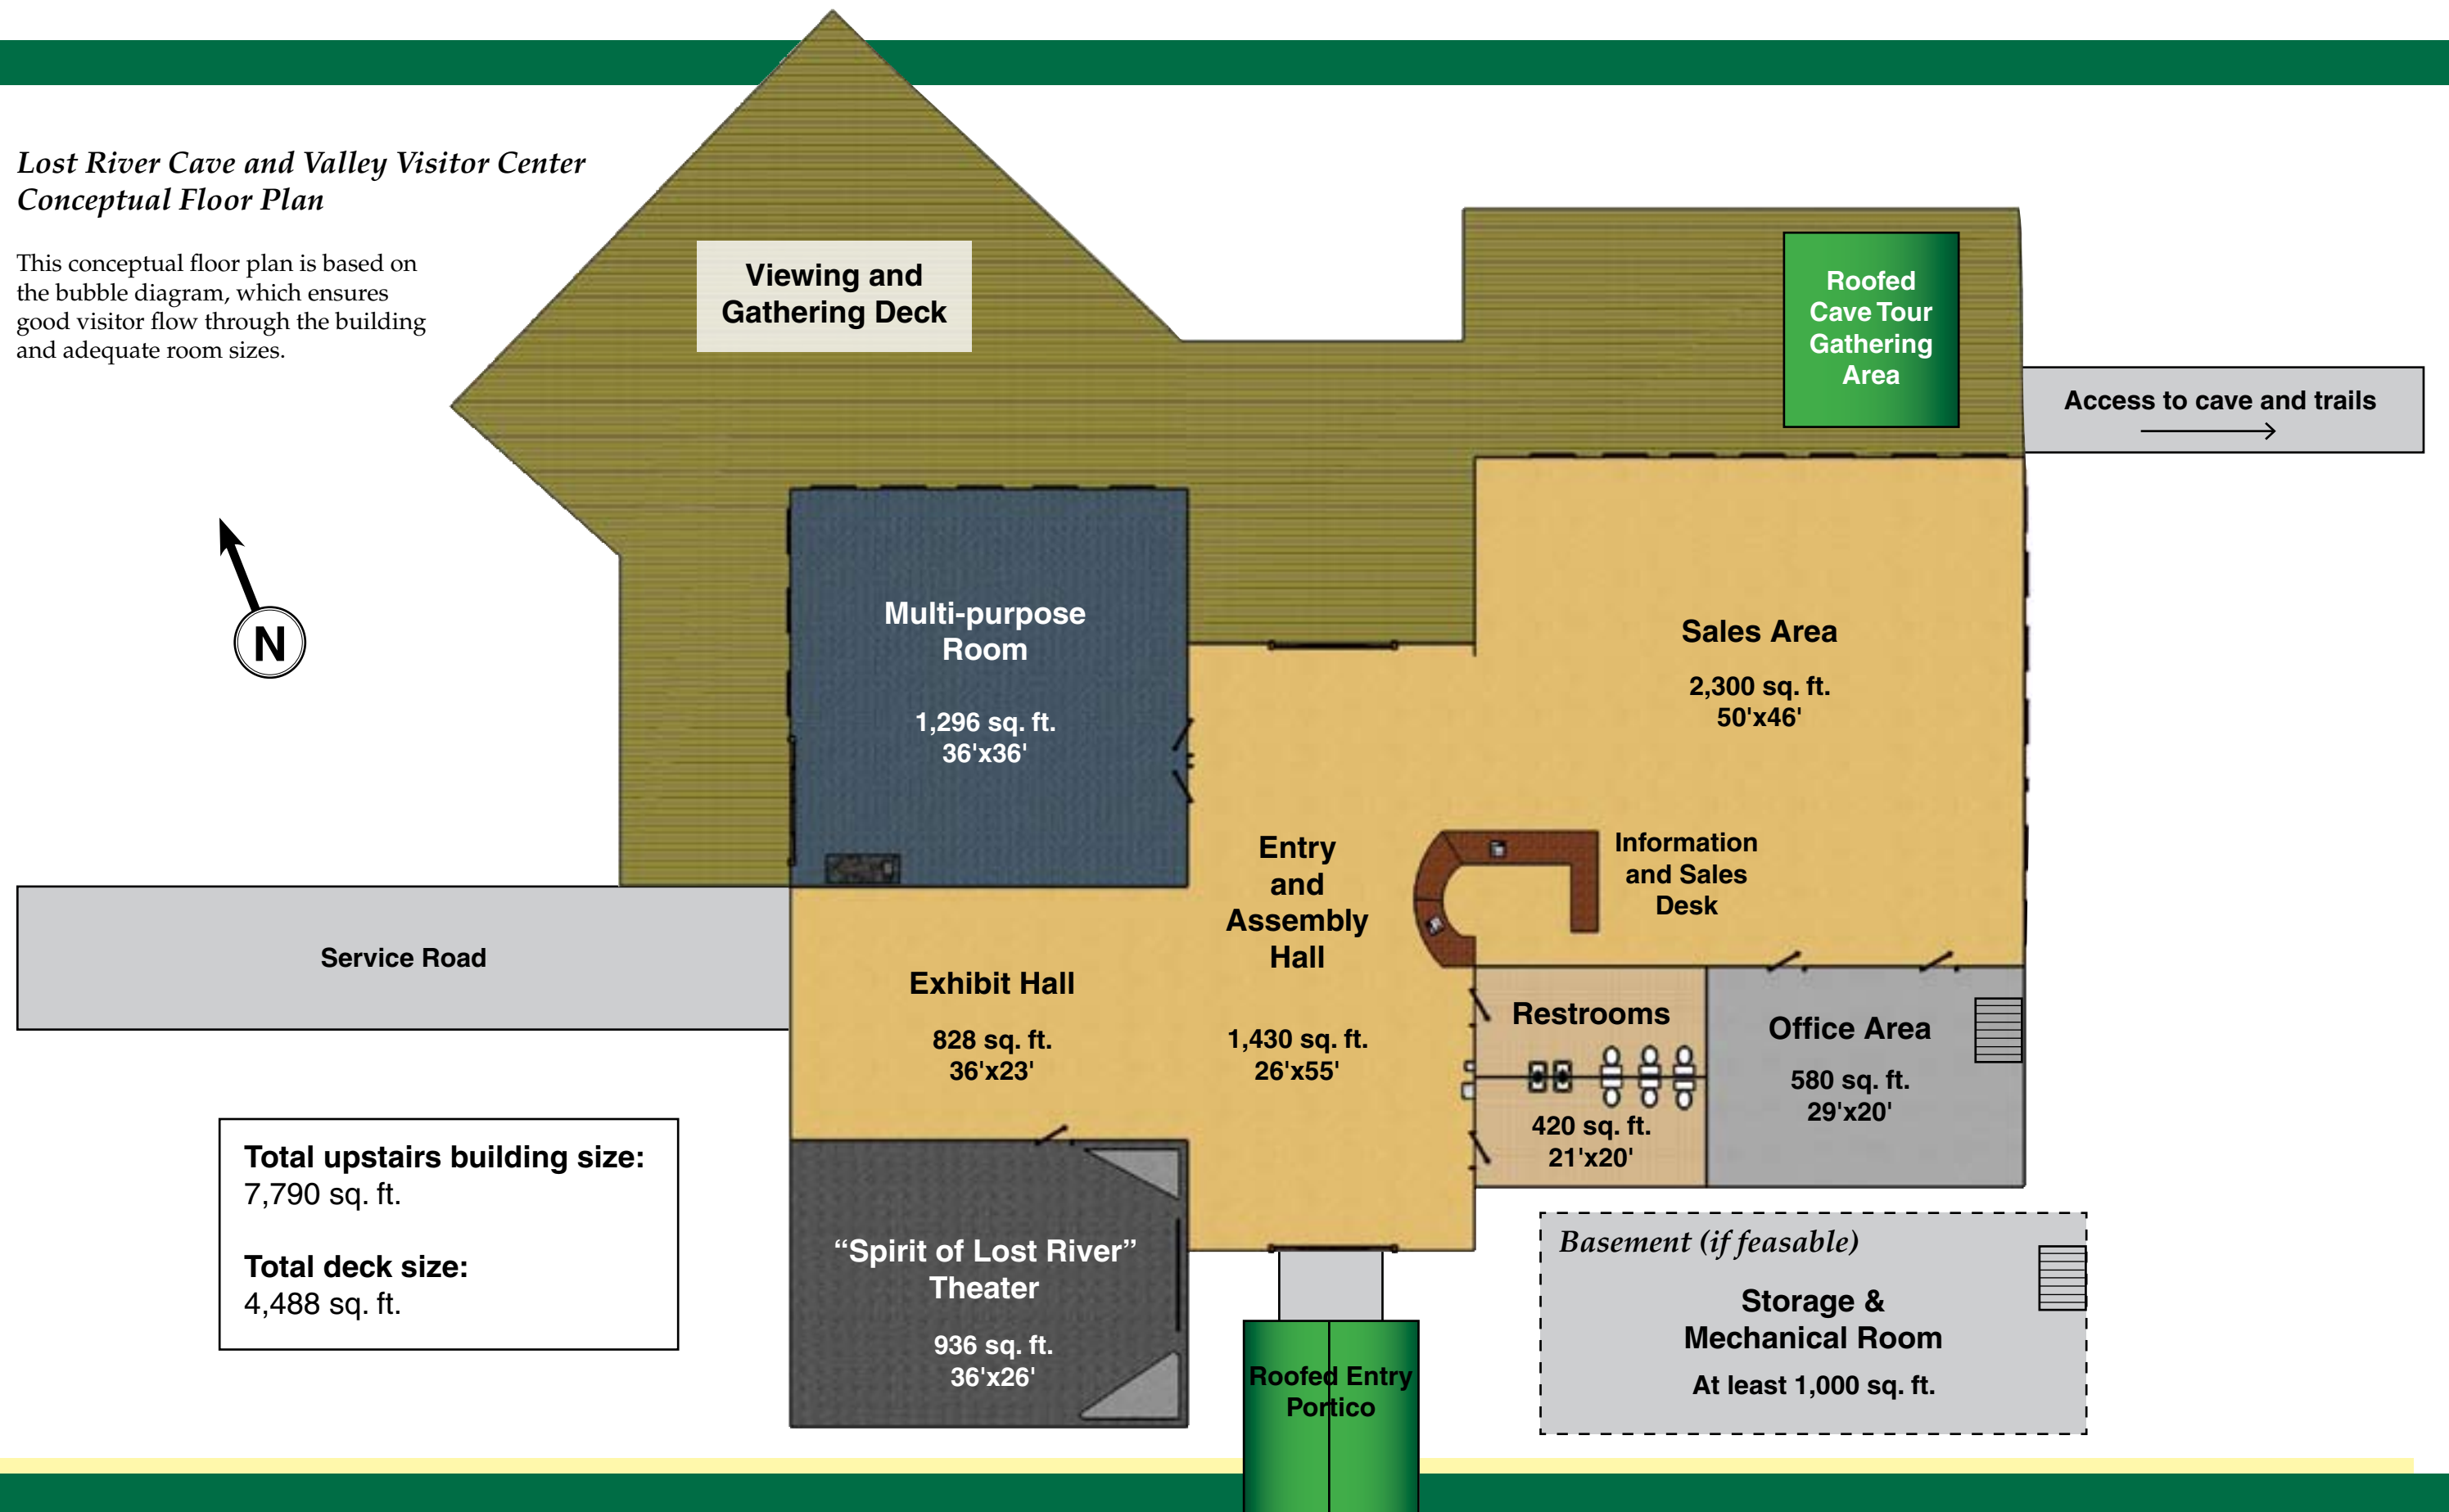 Lost River Cave and Valley Visitor Center
Conceptual Floor Plan
This conceptual floor plan is based on
the bubble diagram, which ensures
good visitor flow through the building
and adequate room sizes.
Viewing and
Gathering Deck
Roofed
Cave Tour
Gathering
Area
Access to cave and trails
N
Multi-purpose
Room
1,296 sq. ft.
36'x36'
Sales Area
2,300 sq. ft.
50'x46'
Entry
and
Assembly
Hall
1,430 sq. ft.
26'x55'
Information
and Sales
Desk
Service Road
Exhibit Hall
828 sq. ft.
36'x23'
Restrooms
420 sq. ft.
21'x20'
Office Area
580 sq. ft.
29'x20'
Total upstairs building size:
7,790 sq. ft.
Total deck size:
4,488 sq. ft.
“Spirit of Lost River”
Theater
936 sq. ft.
36'x26'
Roofed Entry
Portico
Basement (if feasable)
Storage &
Mechanical Room
At least 1,000 sq. ft.